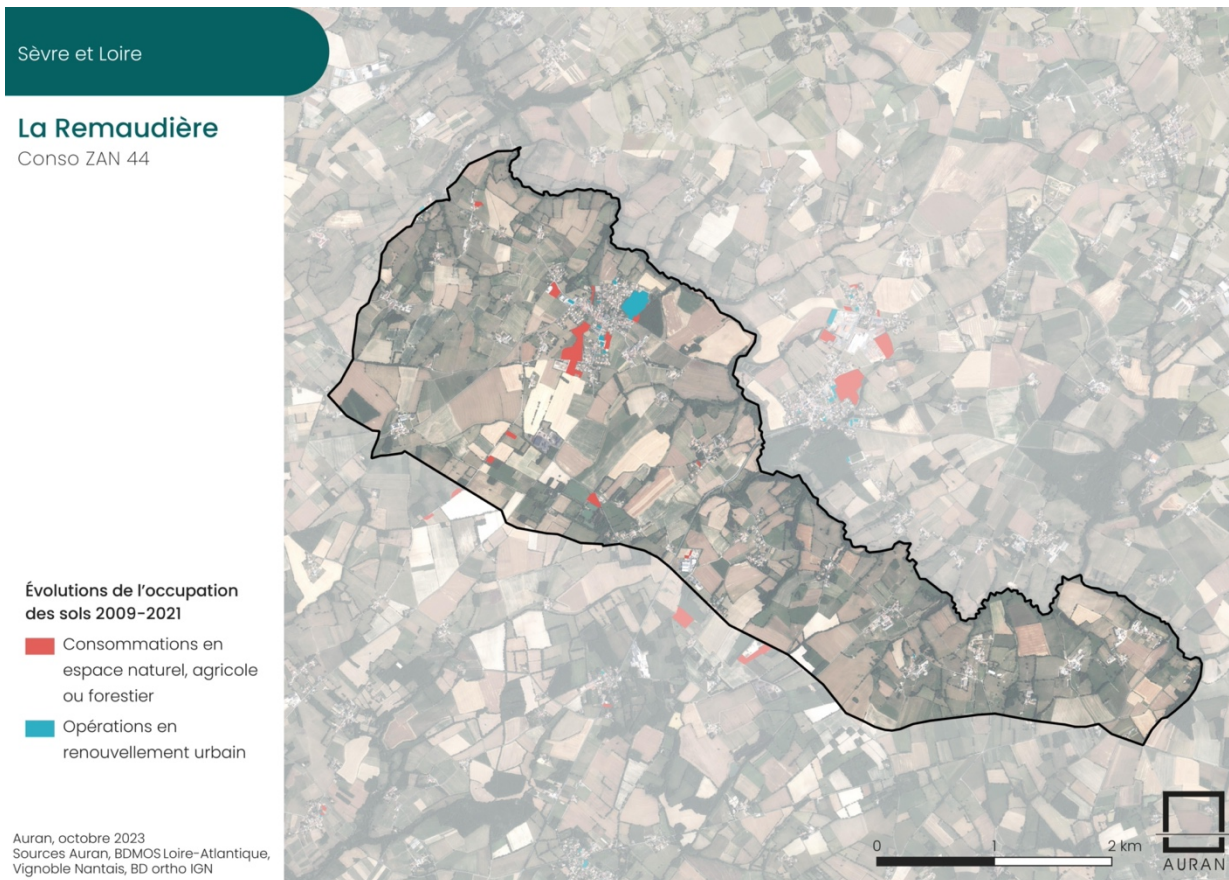 Sèvre et Loire
La Remaudière
Conso ZAN 44
Évolutions de l'occupation
des sols 2009-2021
Consommations en
espace naturel, agricole
ou forestier
Opérations en
renouvellement urbain
Auran, octobre 2023
Sources Auran, BDMOS Loire-Atlantique,
Vignoble Nantais, BD ortho IGN
0 1 2 km
AURAN